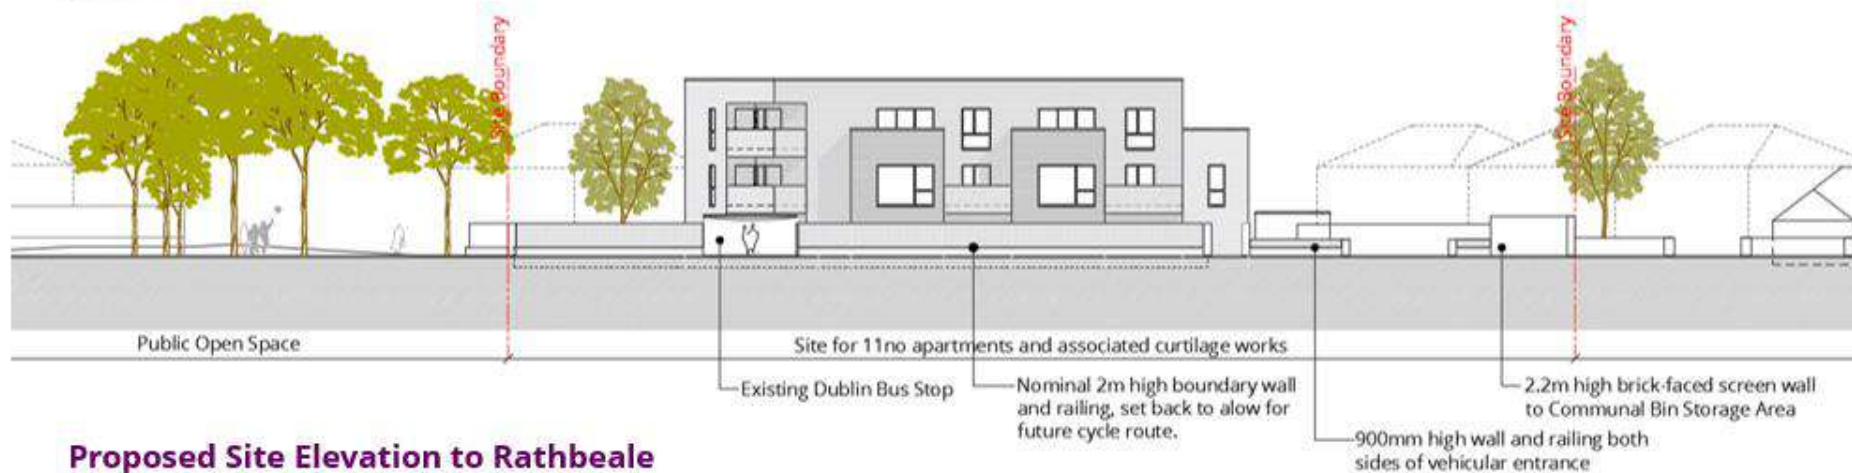 Site Boundary
Site Boundary
Public Open Space
Site for 11no apartments and associated curtilage works
Existing Dublin Bus Stop
Nominal 2m high boundary wall
and railing, set back to alow for
future cycle route.
2.2m high brick-faced screen wall
to Communal Bin Storage Area
900mm high wall and railing both
sides of vehicular entrance
Proposed Site Elevation to Rathbeale